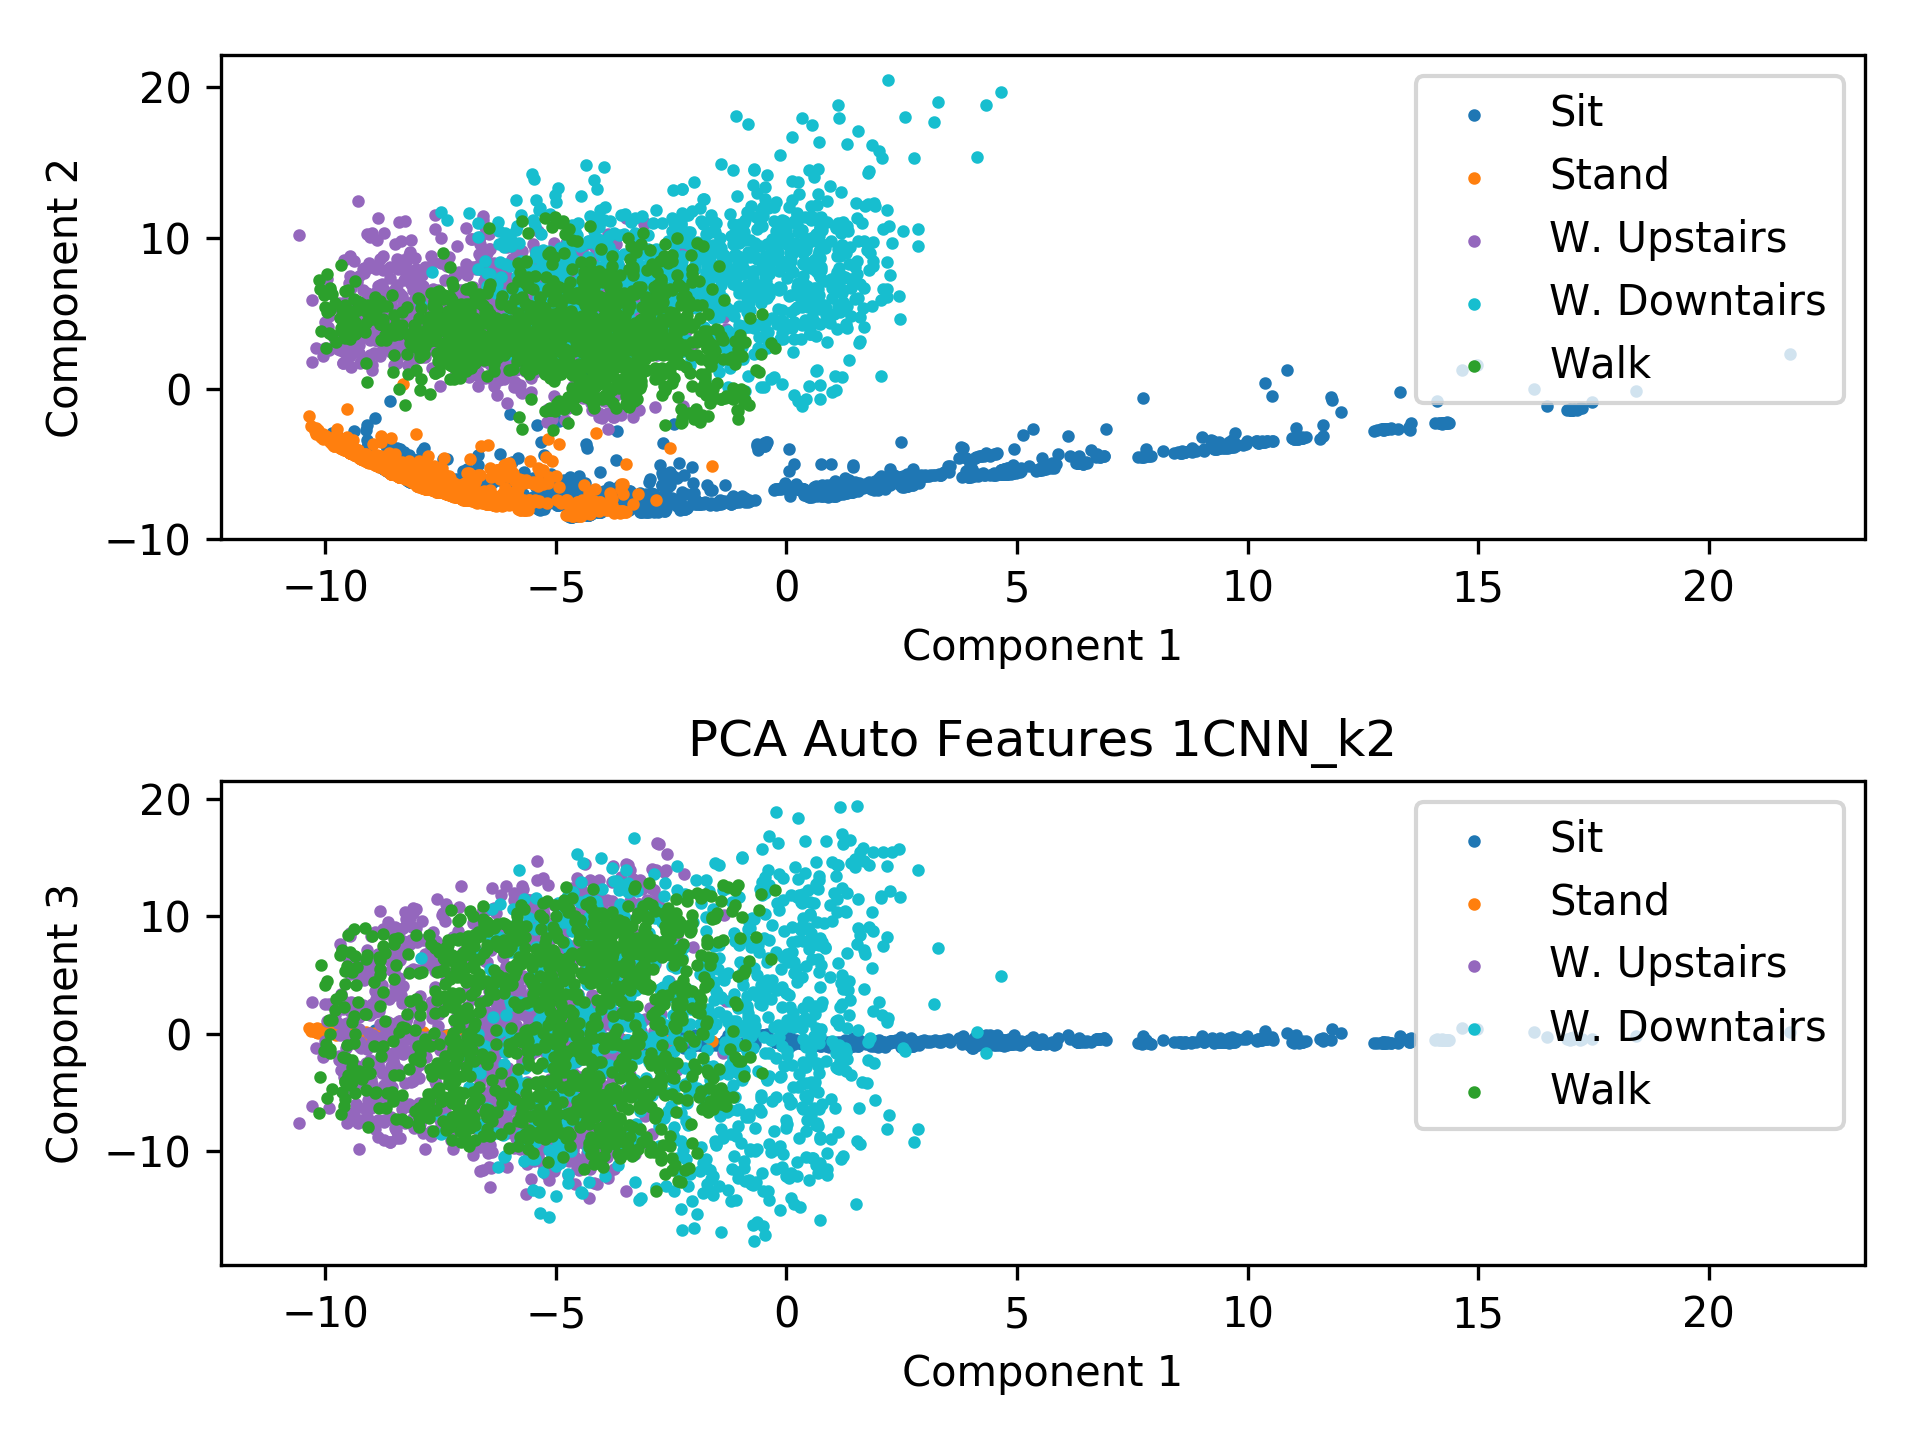 20
10
0
−10
Component 2
−10 −5 0 5 10 15 20
Component 1
Sit
Stand
W. Upstairs
W. Downtairs
Walk
PCA Auto Features 1CNN_k2
20
10
0
−10
Component 3
−10 −5 0 5 10 15 20
Component 1
Sit
Stand
W. Upstairs
W. Downtairs
Walk